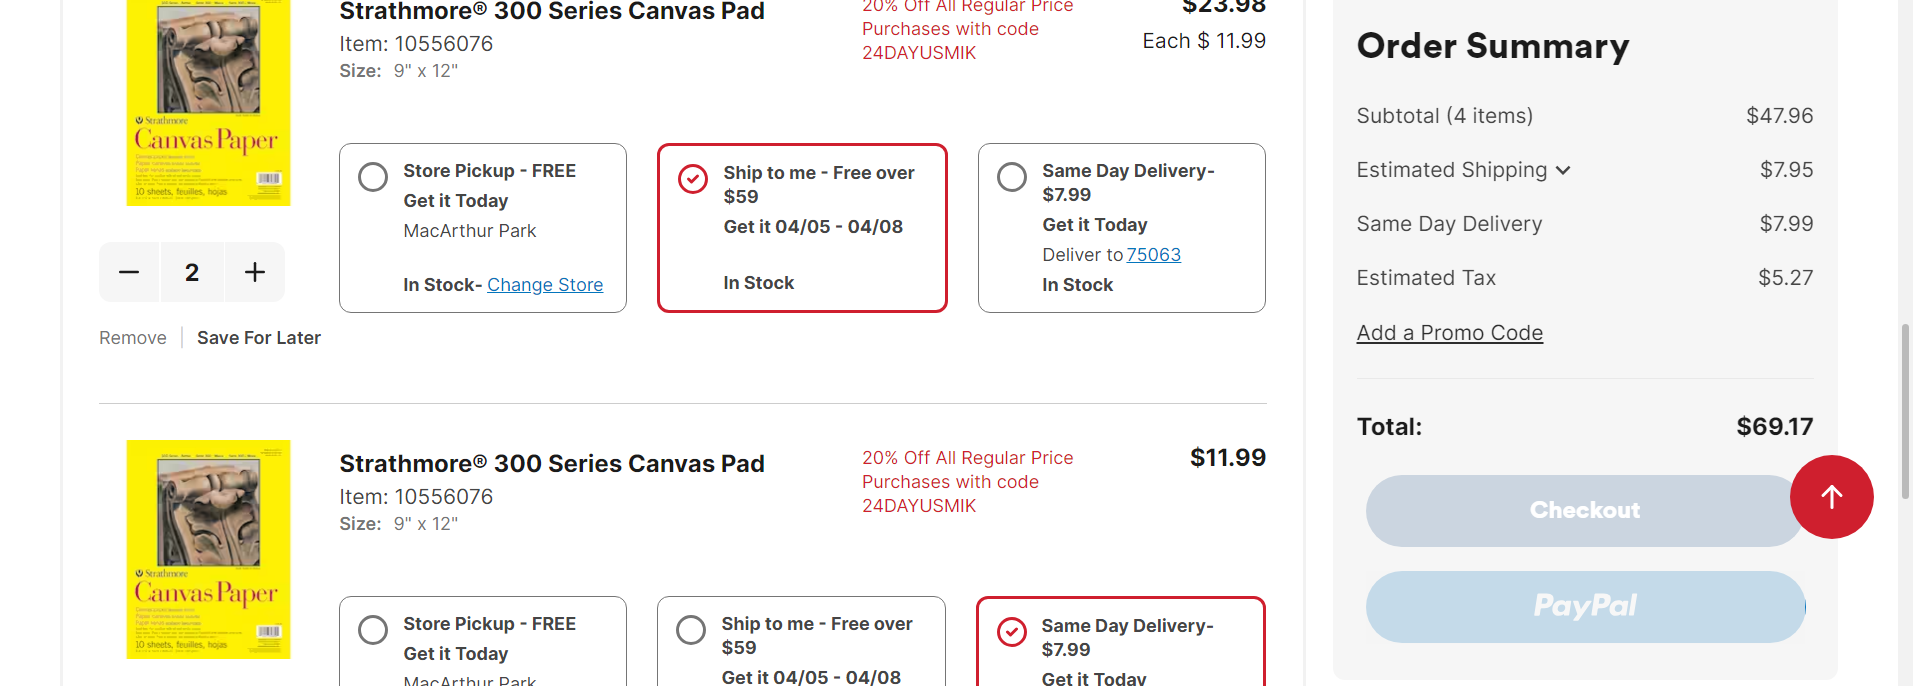 Strathmore® 300 Series Canvas Pad
Item: 10556076
Size: 9" x 12"
20% Off All Regular Price
Purchases with code
24DAYUSMIK
$23.98
Each $ 11.99
Strathmore
Canvas Paper
10 sheets, feuilles, hojas
Store Pickup - FREE
Get it Today
MacArthur Park
In Stock- Change Store
Ship to me - Free over
$59
Get it 04/05 - 04/08
In Stock
Same Day Delivery-
$7.99
Get it Today
Deliver to 75063
In Stock
2
Remove
Save For Later
Strathmore® 300 Series Canvas Pad
Item: 10556076
Size: 9" x 12"
20% Off All Regular Price
Purchases with code
24DAYUSMIK
$11.99
Strathmore
Canvas Paper
10 sheets, feuilles, hojas
Store Pickup - FREE
Get it Today
MacArthur Park
Ship to me - Free over
$59
Get it 04/05 - 04/08
Same Day Delivery-
$7.99
Get it Today
Order Summary
Subtotal (4 items) $47.96
Estimated Shipping $7.95
Same Day Delivery $7.99
Estimated Tax $5.27
Add a Promo Code
Total: $69.17
Checkout
PayPal